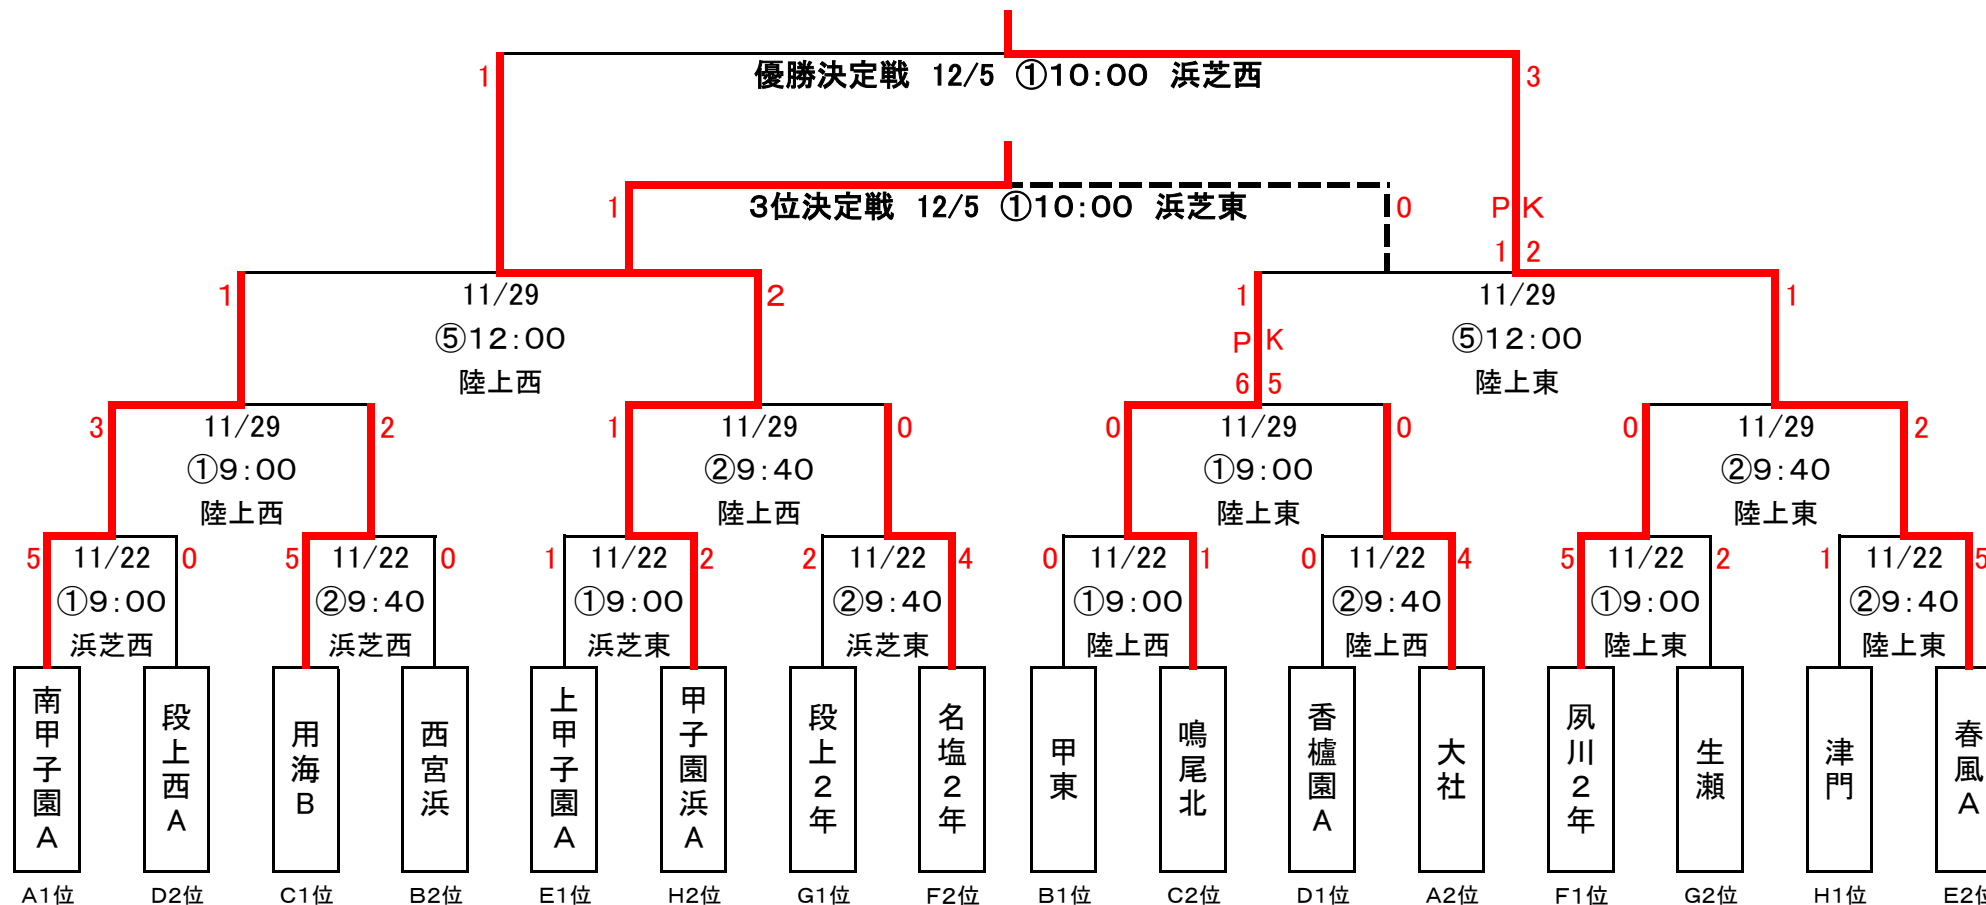 1
優勝決定戦 12/5 ①10:00 浜芝西
3
1
3位決定戦 12/5 ①10:00 浜芝東
0
PK
1 2
1
11/29
2
1
11/29
1
⑤12:00
PK
⑤12:00
陸上西
6 5
陸上東
3
11/29
2
1
11/29
0
0
11/29
0
0
11/29
2
①9:00
②9:40
①9:00
②9:40
陸上西
陸上西
陸上東
陸上東
5
11/22
0
5
11/22
0
1
11/22
2
2
11/22
4
0
11/22
1
0
11/22
4
5
11/22
2
1
11/22
5
①9:00
②9:40
①9:00
②9:40
①9:00
②9:40
①9:00
②9:40
浜芝西
浜芝西
浜芝東
浜芝東
陸上西
陸上西
陸上東
陸上東
南甲子園A
段上西A
用海B
西宮浜
上甲子園A
甲子園浜A
段上2年
名塩2年
甲東
鳴尾北
香櫨園A
大社
夙川2年
生瀬
津門
春風A
A1位
D2位
C1位
B2位
E1位
H2位
G1位
F2位
B1位
C2位
D1位
A2位
F1位
G2位
H1位
E2位